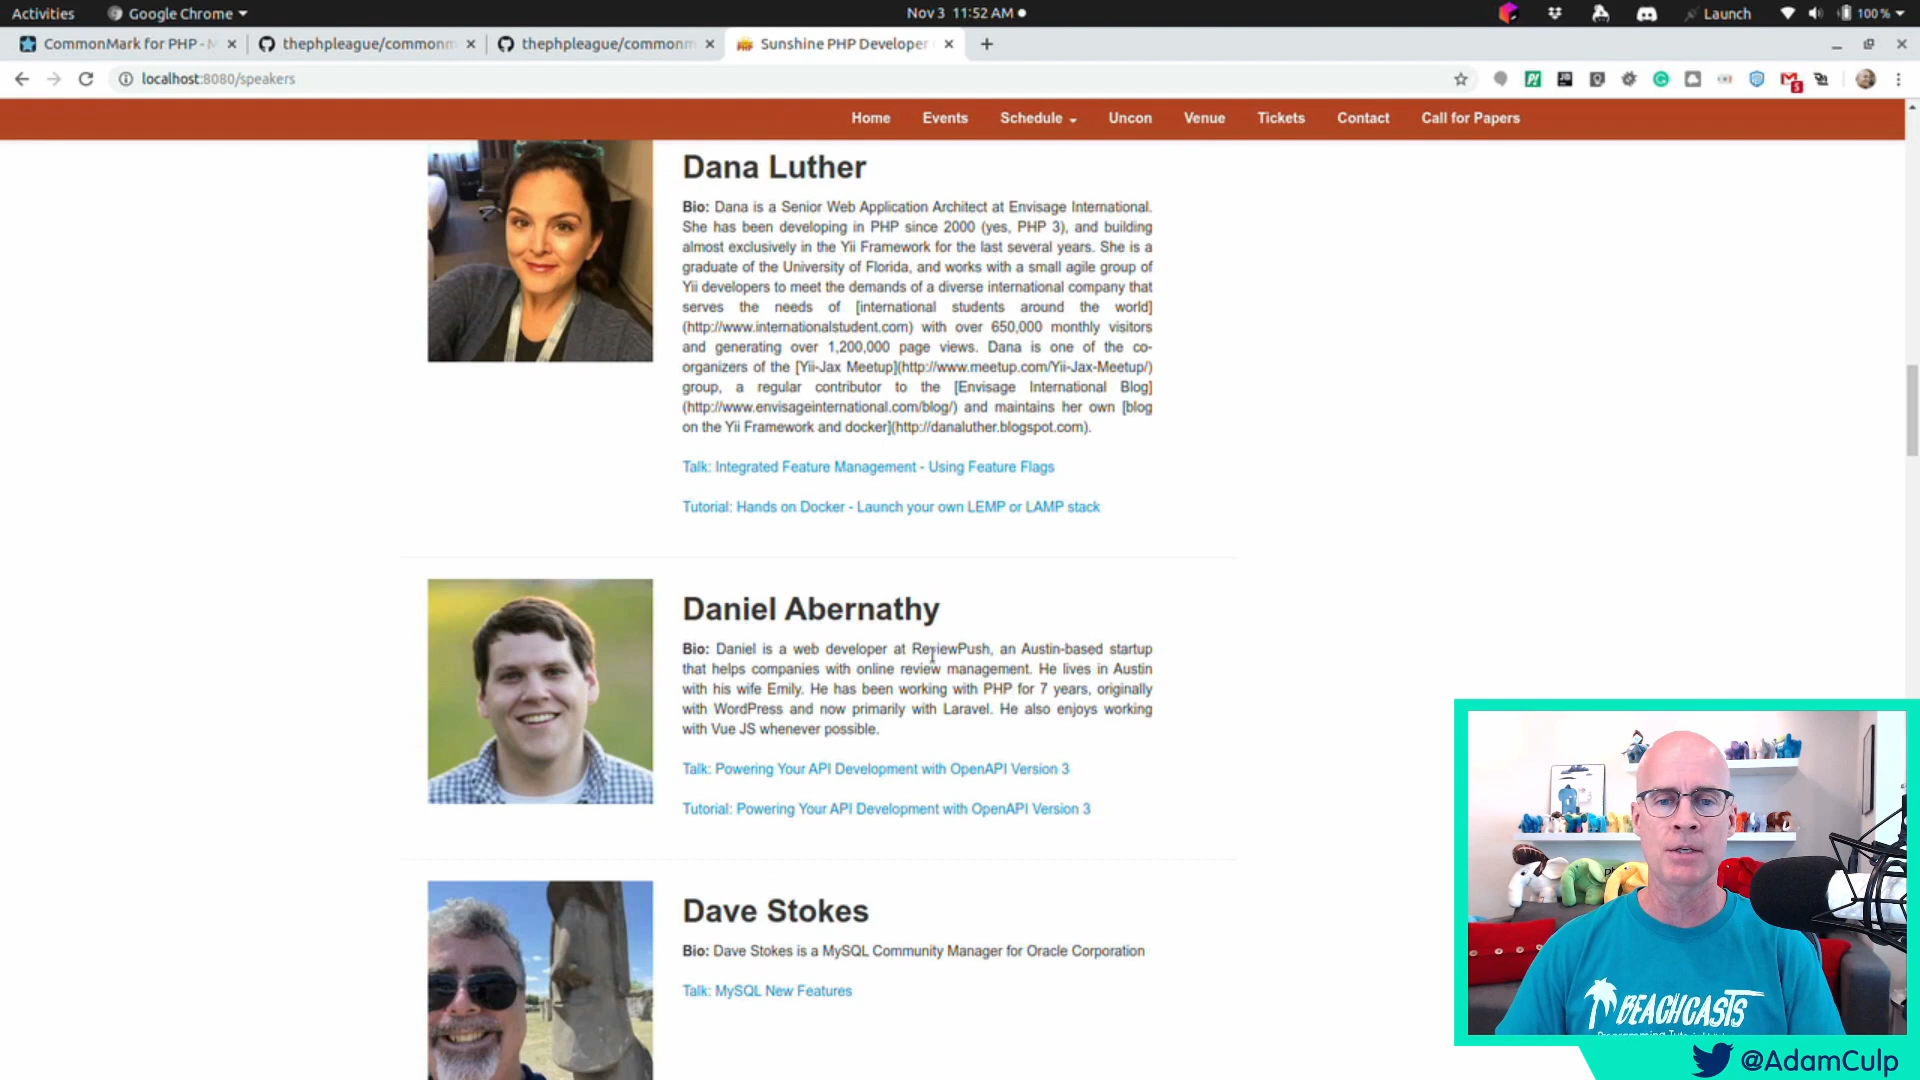 Activities
Google Chrome
Nov 3 11:52 AM
Launch
100 %
CommonMark for PHP -
thephpleague/commonm
thephpleague/commonm
Sunshine PHP Developer
localhost:8080/speakers
5
Home
Events
Schedule
Uncon
Venue
Tickets
Contact
Call for Papers
Dana Luther
Bio: Dana is a Senior Web Application Architect at Envisage International.
She has been developing in PHP since 2000 (yes, PHP 3), and building
almost exclusively in the Yii Framework for the last several years. She is a
graduate of the University of Florida, and works with a small agile group of
Yii developers to meet the demands of a diverse international company that
serves the needs of [international students around the world]
(http://www.internationalstudent.com) with over 650,000 monthly visitors
and generating over 1,200,000 page views. Dana is one of the co-
organizers of the [Yii-Jax Meetup](http://www.meetup.com/Yii-Jax-Meetup/)
group, a regular contributor to the [Envisage International Blog]
(http://www.envisageinternational.com/blog/) and maintains her own [blog
on the Yii Framework and docker](http://danaluther.blogspot.com).
Talk: Integrated Feature Management - Using Feature Flags
Tutorial: Hands on Docker - Launch your own LEMP or LAMP stack
Daniel Abernathy
Bio: Daniel is a web developer at ReviewPush, an Austin-based startup
that helps companies with online review management. He lives in Austin
with his wife Emily. He has been working with PHP for 7 years, originally
with WordPress and now primarily with Laravel. He also enjoys working
with Vue JS whenever possible.
Talk: Powering Your API Development with OpenAPI Version 3
Tutorial: Powering Your API Development with OpenAPI Version 3
Dave Stokes
Bio: Dave Stokes is a MySQL Community Manager for Oracle Corporation
Talk: MySQL New Features
BEACHCASTS
@AdamCulp